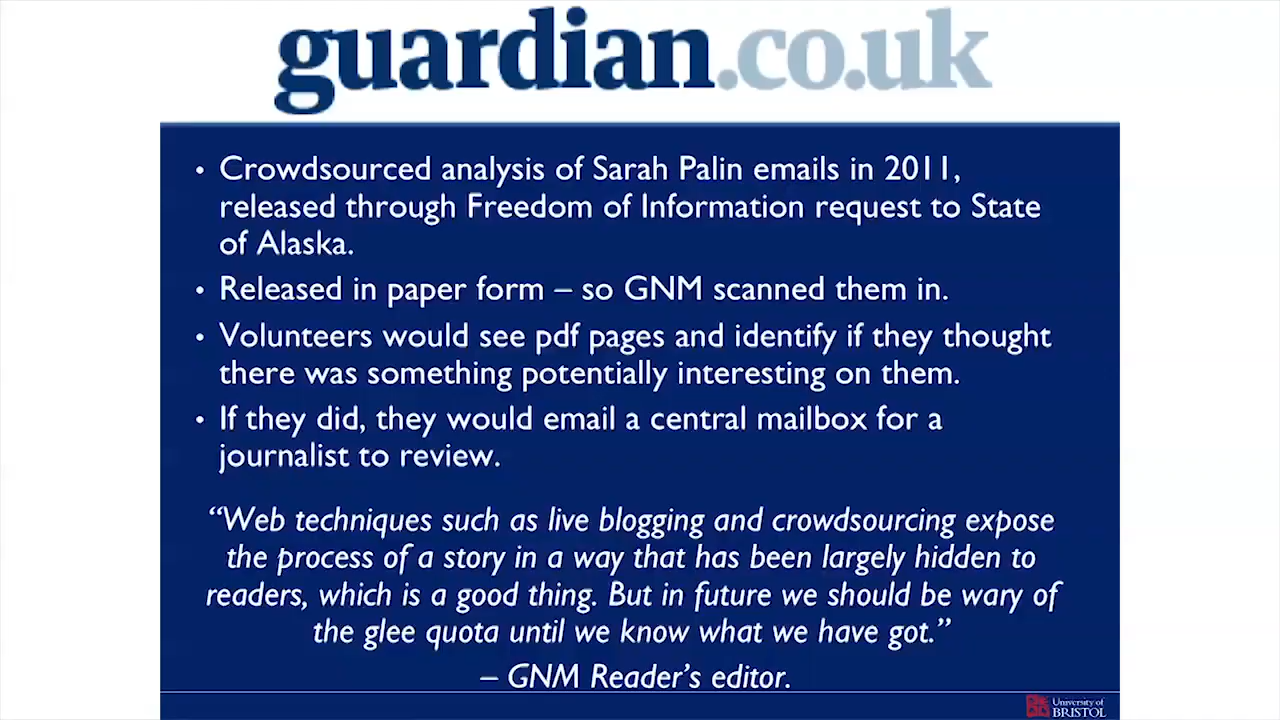 guardian.co.uk
• Crowdsourced analysis of Sarah Palin emails in 2011,
released through Freedom of Information request to State
of Alaska.
• Released in paper form – so GNM scanned them in.
• Volunteers would see pdf pages and identify if they thought
there was something potentially interesting on them.
• If they did, they would email a central mailbox for a
journalist to review.
“Web techniques such as live blogging and crowdsourcing expose
the process of a story in a way that has been largely hidden to
readers, which is a good thing. But in future we should be wary of
the glee quota until we know what we have got.”
– GNM Reader’s editor.
University of
BRISTOL